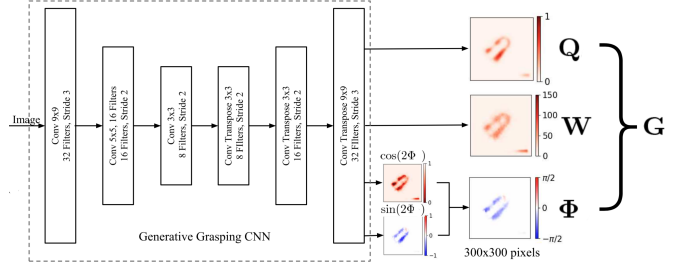 Image
Conv 9x9
32 Filters, Stride 3
Conv 5x5, 16 Filters
16 Filters, Stride 2
Conv 3x3
8 Filters, Stride 2
Conv Transpose 3x3
8 FIlters, Stride 2
Conv Transpose 3x3
16 Filters, Stride 2
Conv Transpose 9x9
32 FIlters, Stride 3
Generative Grasping CNN
1
0
Q
150
100
50
0
W
G
cos(2Φ )
1
0
sin(2Φ )
1
0
−1
π/2
0
−π/2
Φ
300x300 pixels